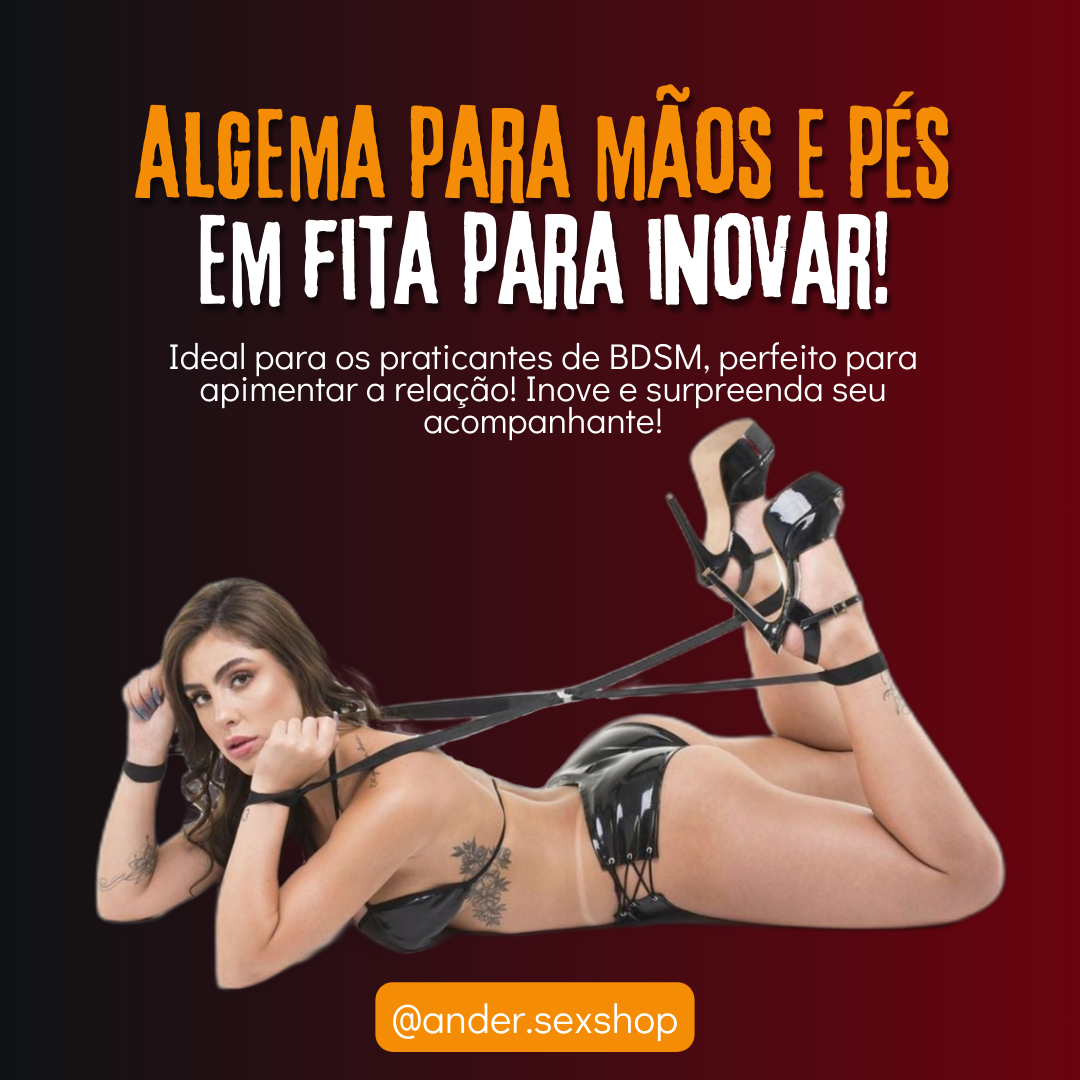 ALGEMA PARA MÃOS E PÉS
EM FITA PARA INOVAR!
Ideal para os praticantes de BDSM, perfeito para
apimentar a relação! Inove e surpreenda seu
acompanhante!
@ander.sexshop